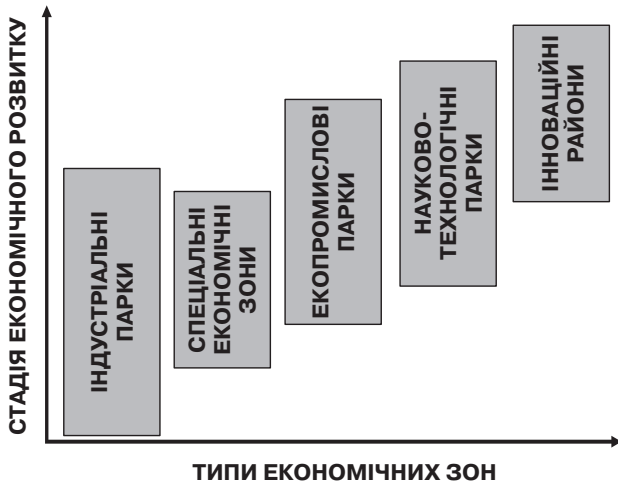 СТАДІЯ ЕКОНОМІЧНОГО РОЗВИТКУ
ІНДУСТРІАЛЬНІ
ПАРКИ
СПЕЦІАЛЬНІ
ЕКОНОМІЧНІ
ЗОНИ
ЕКОПРОМИСЛОВІ
ПАРКИ
НАУКОВО-
ТЕХНОЛОГІЧНІ
ПАРКИ
ІННОВАЦІЙНІ
РАЙОНИ
ТИПИ ЕКОНОМІЧНИХ ЗОН